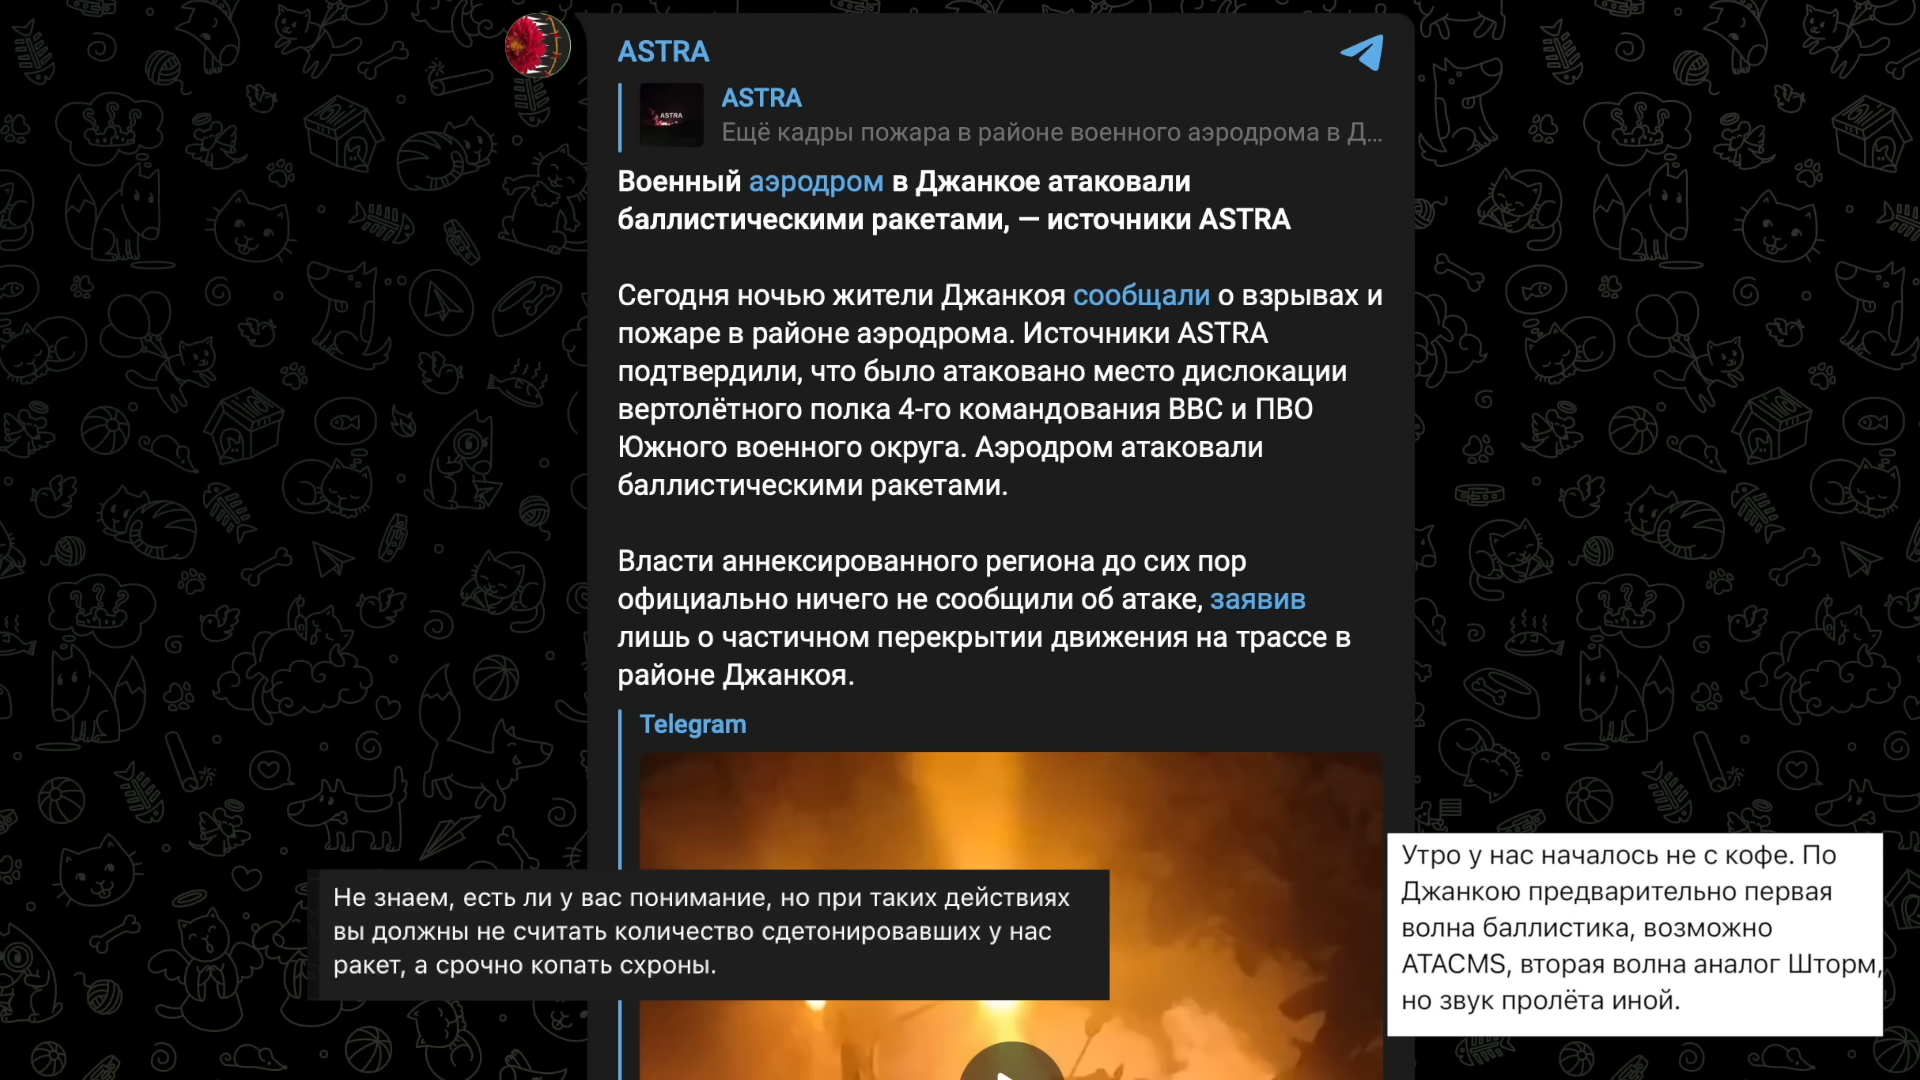 ASTRA
ASTRA
ASTRA
Ещё кадры пожара в районе военного аэродрома в Д...
Военный аэродром в Джанкое атаковали
баллистическими ракетами, — источники ASTRA
Сегодня ночью жители Джанкоя сообщали о взрывах и
пожаре в районе аэродрома. Источники ASTRA
подтвердили, что было атаковано место дислокации
вертолётного полка 4-го командования ВВС и ПВО
Южного военного округа. Аэродром атаковали
баллистическими ракетами.
Власти аннексированного региона до сих пор
официально ничего не сообщили об атаке, заявив
лишь о частичном перекрытии движения на трассе в
районе Джанкоя.
Telegram
Не знаем, есть ли у вас понимание, но при таких действиях
вы должны не считать количество сдетонировавших у нас
ракет, а срочно копать схроны.
Утро у нас началось не с кофе. По
Джанкою предварительно первая
волна баллистика, возможно
ATACMS, вторая волна аналог Шторм,
но звук пролёта иной.